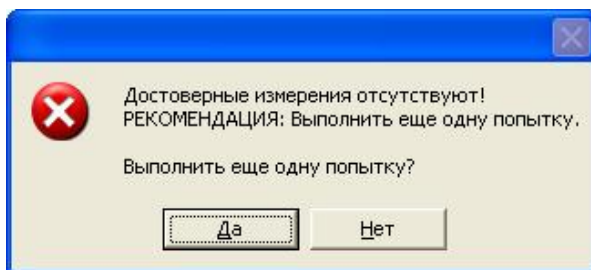 Достоверные измерения отсутствуют!
РЕКОМЕНДАЦИЯ: Выполнить еще одну попытку.
Выполнить еще одну попытку?
Да
Нет